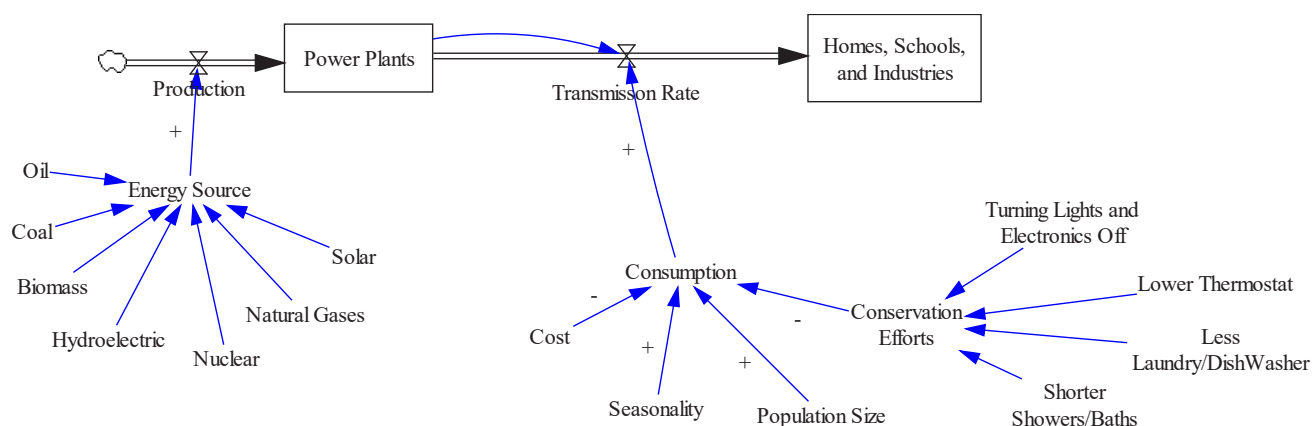 Power Plants
Homes, Schools,
and Industries
Production
Transmisson Rate
+
+
Oil
Energy Source
Coal
Biomass
Hydroelectric
Nuclear
Natural Gases
Solar
Consumption
-
Cost
+
Seasonality
+
Population Size
-
Conservation
Efforts
Turning Lights and
Electronics Off
Lower Thermostat
Less
Laundry/DishWasher
Shorter
Showers/Baths